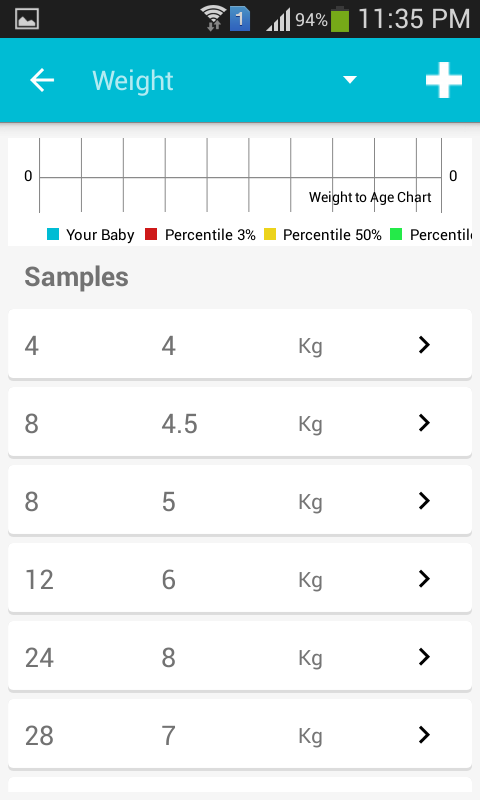 1 94% 11:35 PM
Weight
0 0
Weight to Age Chart
Your Baby Percentile 3% Percentile 50% Percentile
Samples
4 4 Kg
8 4.5 Kg
8 5 Kg
12 6 Kg
24 8 Kg
28 7 Kg